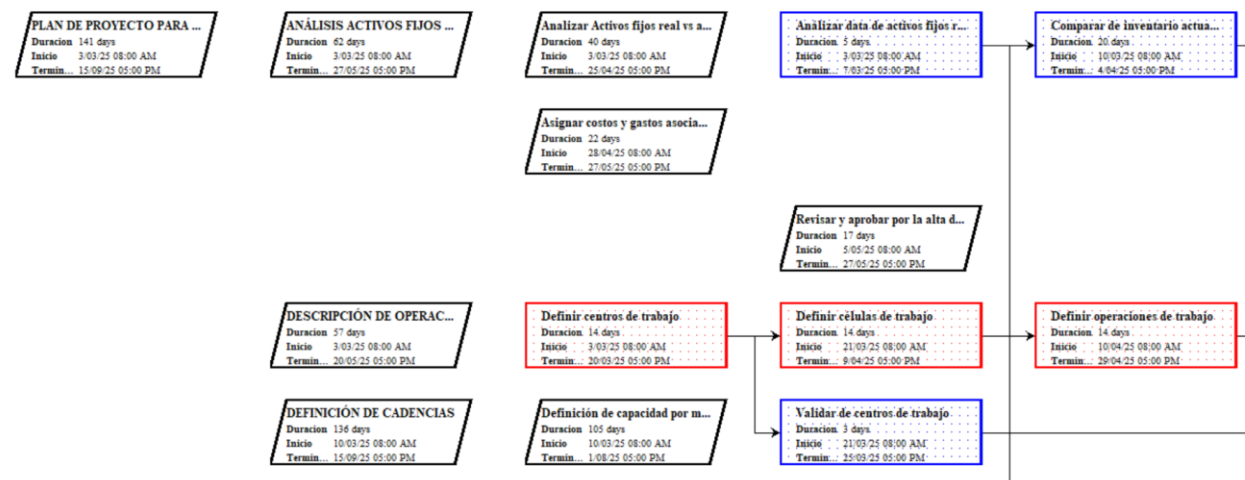 PLAN DE PROYECTO PARA ...
Duracion 141 days
Inicio 3/03/25 08:00 AM
Termin... 15/09/25 05:00 PM
ANÁLISIS ACTIVOS FIJOS ...
Duracion 62 days
Inicio 3/03/25 08:00 AM
Termin... 27/05/25 05:00 PM
Analizar Activos fijos real vs a...
Duracion 40 days
Inicio 3/03/25 08:00 AM
Termin... 25/04/25 05:00 PM
Analizar data de activos fijos r...
Duracion 5 days
Inicio 3/03/25 08:00 AM
Termin... 7/03/25 05:00 PM
Comparar de inventario actua...
Duracion 20 days
Inicio 10/03/25 08:00 AM
Termin... 4/04/25 05:00 PM
Asignar costos y gastos asocia...
Duracion 22 days
Inicio 28/04/25 08:00 AM
Termin... 27/05/25 05:00 PM
Revisar y aprobar por la alta d...
Duracion 17 days
Inicio 5/05/25 08:00 AM
Termin... 27/05/25 05:00 PM
DESCRIPCIÓN DE OPERAC...
Duracion 57 days
Inicio 3/03/25 08:00 AM
Termin... 20/05/25 05:00 PM
Definir centros de trabajo
Duracion 14 days
Inicio 3/03/25 08:00 AM
Termin... 20/03/25 05:00 PM
Definir células de trabajo
Duracion 14 days
Inicio 21/03/25 08:00 AM
Termin... 9/04/25 05:00 PM
Definir operaciones de trabajo
Duracion 14 days
Inicio 10/04/25 08:00 AM
Termin... 29/04/25 05:00 PM
DEFINICIÓN DE CADENCIAS
Duracion 136 days
Inicio 10/03/25 08:00 AM
Termin... 15/09/25 05:00 PM
Definición de capacidad por m...
Duracion 105 days
Inicio 10/03/25 08:00 AM
Termin... 1/08/25 05:00 PM
Validar de centros de trabajo
Duracion 3 days
Inicio 21/03/25 08:00 AM
Termin... 25/03/25 05:00 PM